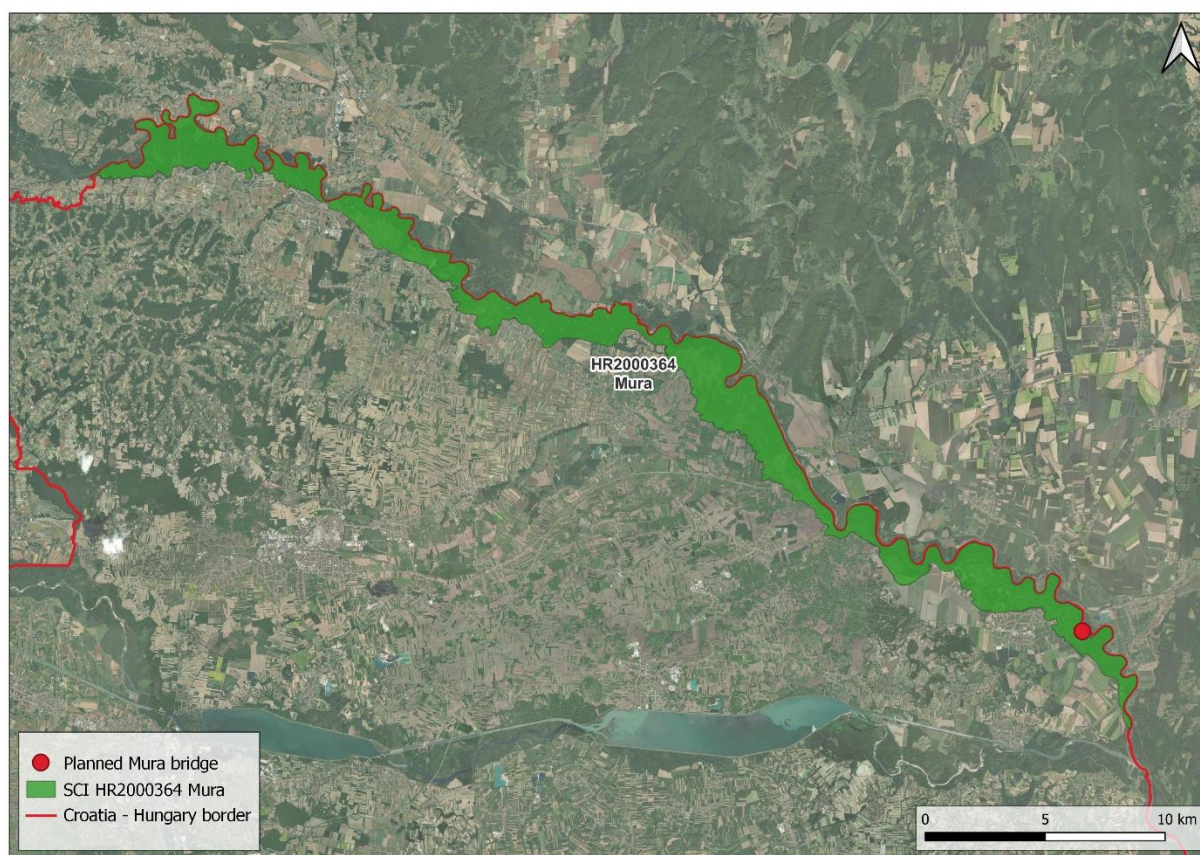 HR2000364
Mura
Planned Mura bridge
SCI HR2000364 Mura
Croatia - Hungary border
0 5 10 km